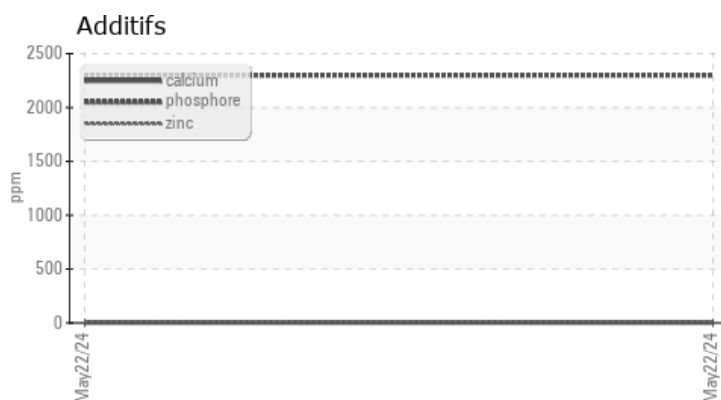 Additifs
2500
2000
1500
1000
500
0
ppm
calcium
phosphore
zinc
May22/24
May22/24